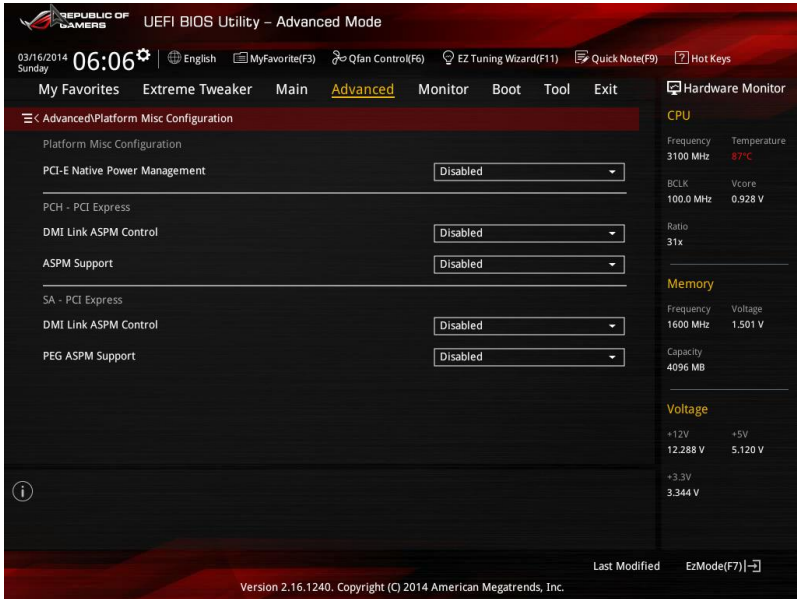 REPUBLIC OF GAMERS UEFI BIOS Utility – Advanced Mode
03/16/2014 Sunday 06:06 English MyFavorite(F3) Qfan Control(F6) EZ Tuning Wizard(F11) Quick Note(F9) ? Hot Keys
My Favorites Extreme Tweaker Main Advanced Monitor Boot Tool Exit
Hardware Monitor
Advanced\Platform Misc Configuration
Platform Misc Configuration
PCI-E Native Power Management Disabled
PCH - PCI Express
DMI Link ASPM Control Disabled
ASPM Support Disabled
SA - PCI Express
DMI Link ASPM Control Disabled
PEG ASPM Support Disabled
CPU
Frequency Temperature
3100 MHz 87°C
BCLK Vcore
100.0 MHz 0.928 V
Ratio
31x
Memory
Frequency Voltage
1600 MHz 1.501 V
Capacity
4096 MB
Voltage
+12V +5V
12.288 V 5.120 V
+3.3V
3.344 V
i
Last Modified EzMode(F7)
Version 2.16.1240. Copyright (C) 2014 American Megatrends, Inc.